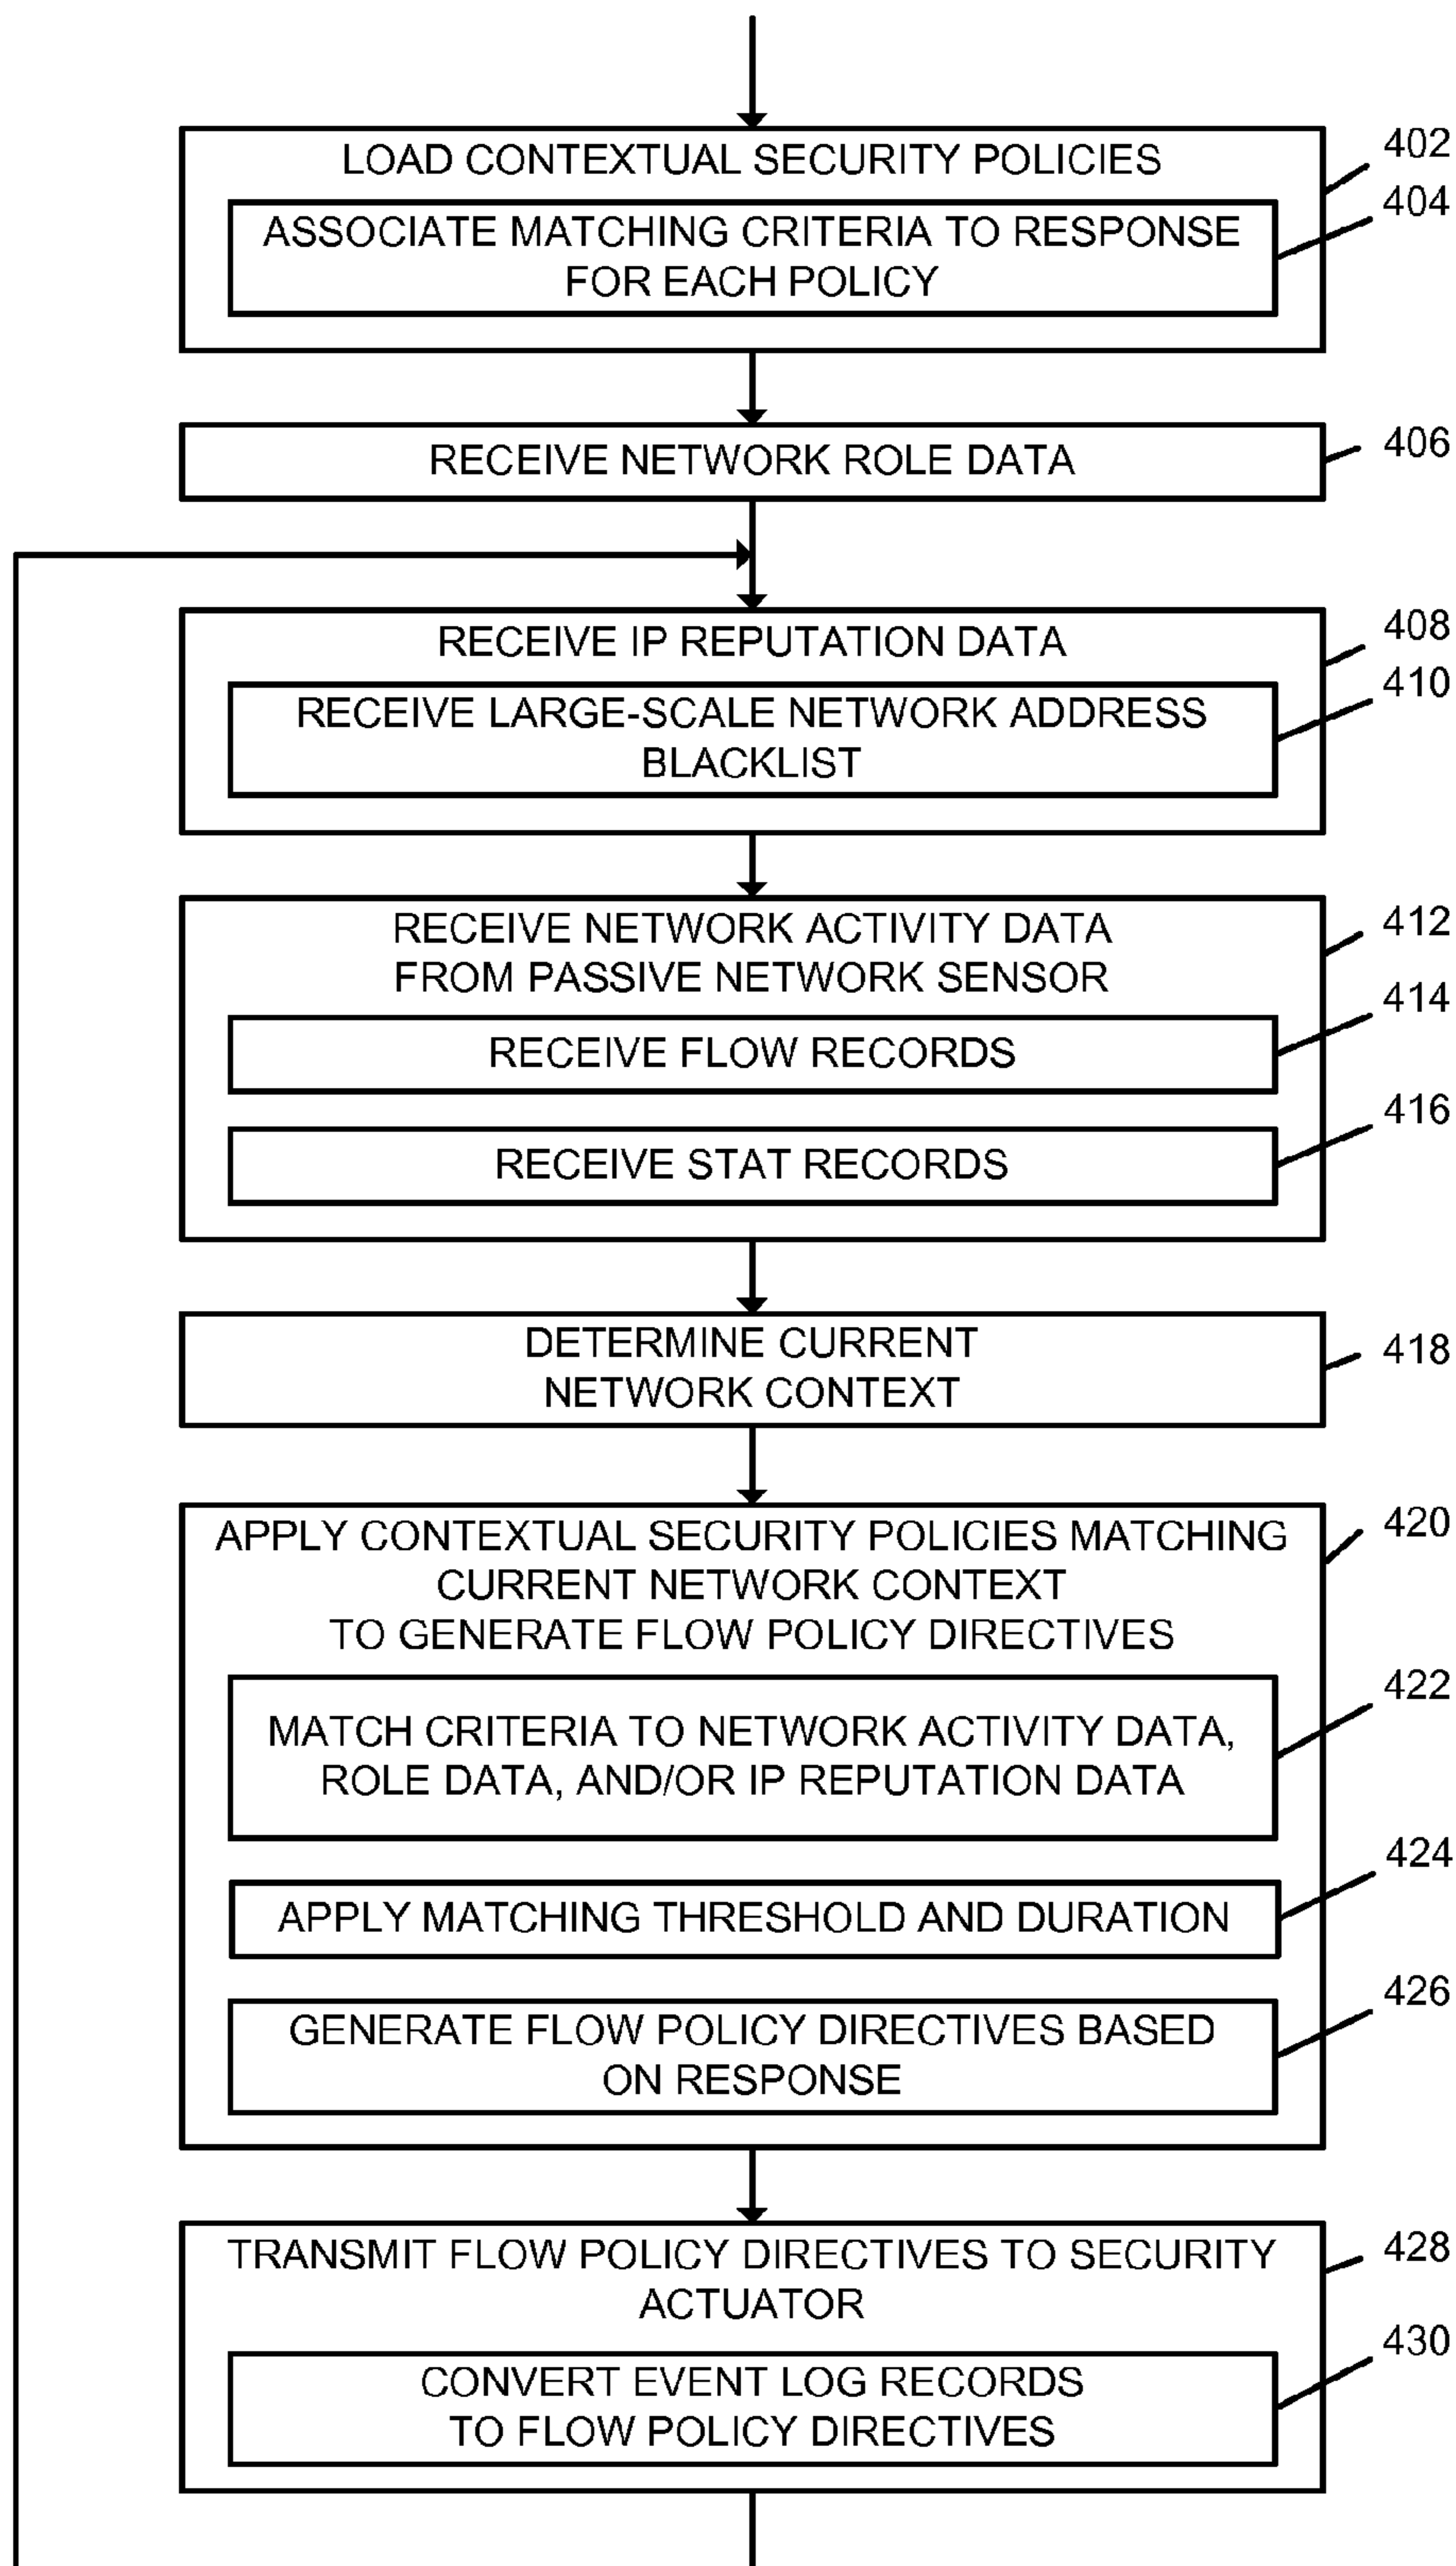 LOAD CONTEXTUAL SECURITY POLICIES
402
ASSOCIATE MATCHING CRITERIA TO RESPONSE
FOR EACH POLICY
404
RECEIVE NETWORK ROLE DATA
406
RECEIVE IP REPUTATION DATA
408
RECEIVE LARGE-SCALE NETWORK ADDRESS
BLACKLIST
410
RECEIVE NETWORK ACTIVITY DATA
FROM PASSIVE NETWORK SENSOR
412
RECEIVE FLOW RECORDS
414
RECEIVE STAT RECORDS
416
DETERMINE CURRENT
NETWORK CONTEXT
418
APPLY CONTEXTUAL SECURITY POLICIES MATCHING
CURRENT NETWORK CONTEXT
TO GENERATE FLOW POLICY DIRECTIVES
420
MATCH CRITERIA TO NETWORK ACTIVITY DATA,
ROLE DATA, AND/OR IP REPUTATION DATA
422
APPLY MATCHING THRESHOLD AND DURATION
424
GENERATE FLOW POLICY DIRECTIVES BASED
ON RESPONSE
426
TRANSMIT FLOW POLICY DIRECTIVES TO SECURITY
ACTUATOR
428
CONVERT EVENT LOG RECORDS
TO FLOW POLICY DIRECTIVES
430